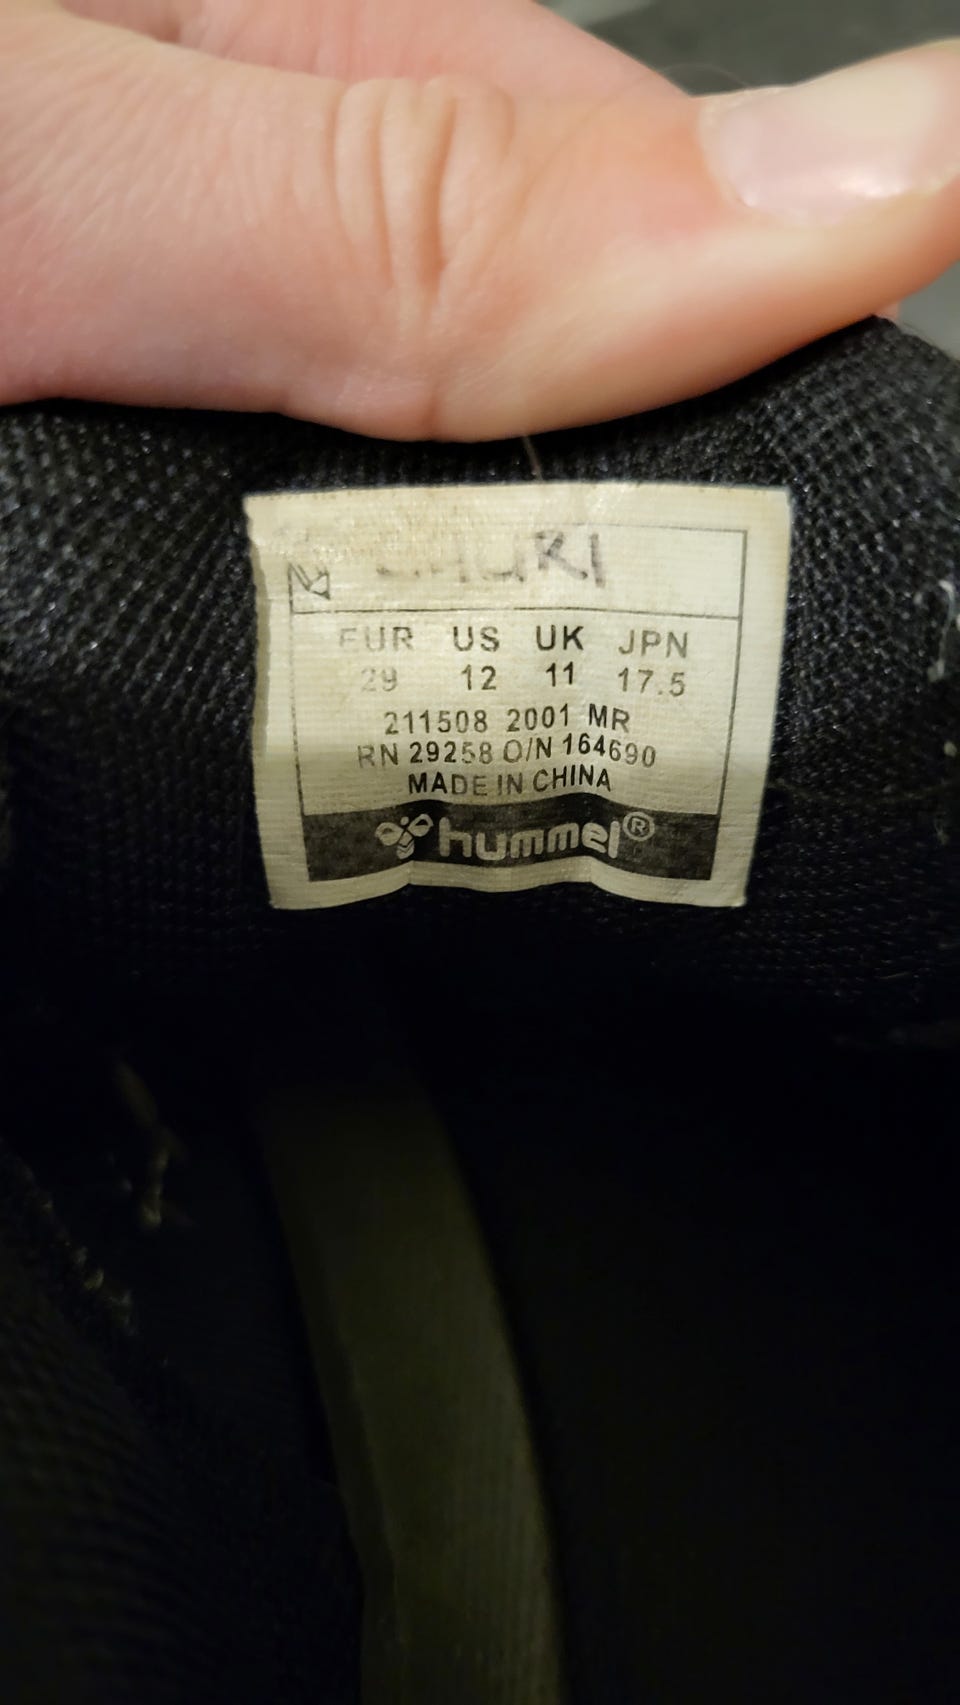 EUR US UK JPN
29 12 11 17.5
211508 2001 MR
RN 29258 O/N 164690
MADE IN CHINA
hummel®